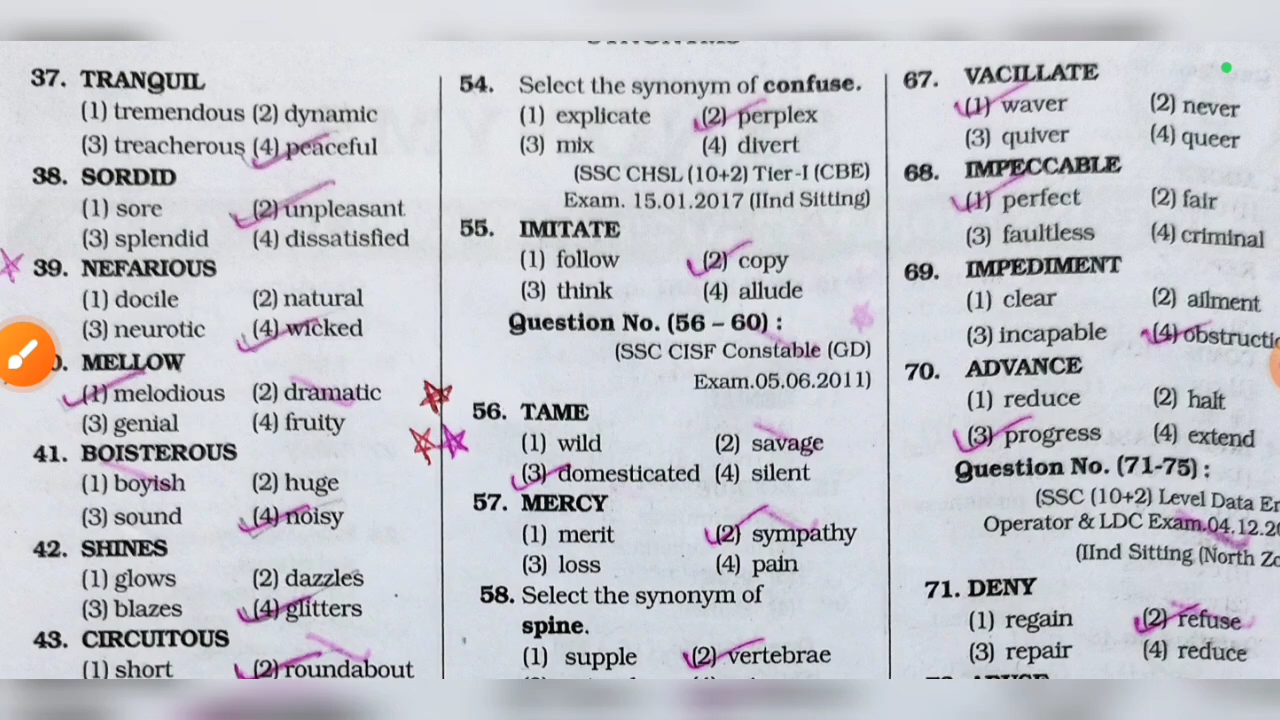 37. TRANQUIL
(1) tremendous (2) dynamic
(3) treacherous (4) peaceful
38. SORDID
(1) sore (2) unpleasant
(3) splendid (4) dissatisfied
39. NEFARIOUS
(1) docile (2) natural
(3) neurotic (4) wicked
0. MELLOW
(1) melodious (2) dramatic
(3) genial (4) fruity
41. BOISTEROUS
(1) boyish (2) huge
(3) sound (4) noisy
42. SHINES
(1) glows (2) dazzles
(3) blazes (4) glitters
43. CIRCUITOUS
(1) short (2) roundabout
54. Select the synonym of confuse.
(1) explicate (2) perplex
(3) mix (4) divert
(SSC CHSL (10+2) Tier-I (CBE)
Exam. 15.01.2017 (IInd Sitting)
55. IMITATE
(1) follow (2) copy
(3) think (4) allude
Question No. (56 – 60) :
(SSC CISF Constable (GD)
Exam.05.06.2011)
56. TAME
(1) wild (2) savage
(3) domesticated (4) silent
57. MERCY
(1) merit (2) sympathy
(3) loss (4) pain
58. Select the synonym of
spine.
(1) supple (2) vertebrae
67. VACILLATE
(1) waver (2) never
(3) quiver (4) queer
68. IMPECCABLE
(1) perfect (2) fair
(3) faultless (4) criminal
69. IMPEDIMENT
(1) clear (2) ailment
(3) incapable (4) obstructi
70. ADVANCE
(1) reduce (2) halt
(3) progress (4) extend
Question No. (71-75) :
(SSC (10+2) Level Data En
Operator & LDC Exam.04.12.20
(IInd Sitting (North Zo
71. DENY
(1) regain (2) refuse
(3) repair (4) reduce